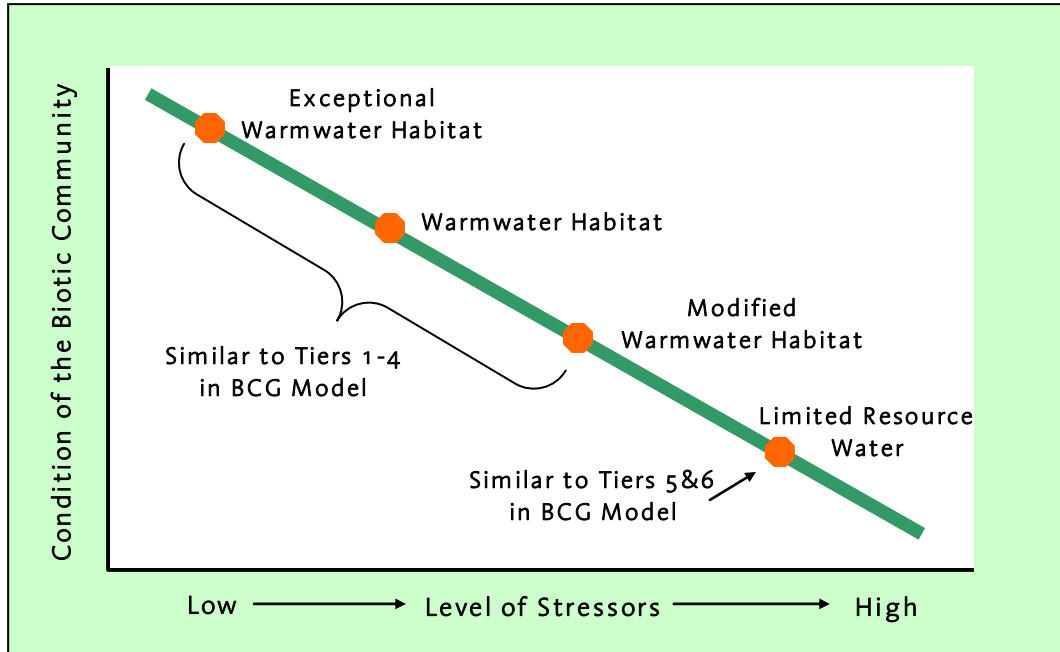 Condition of the Biotic Community
Exceptional
Warmwater Habitat
Warmwater Habitat
Modified
Warmwater Habitat
Similar to Tiers 1-4
in BCG Model
Limited Resource
Water
Similar to Tiers 5&6
in BCG Model
Low
Level of Stressors
High